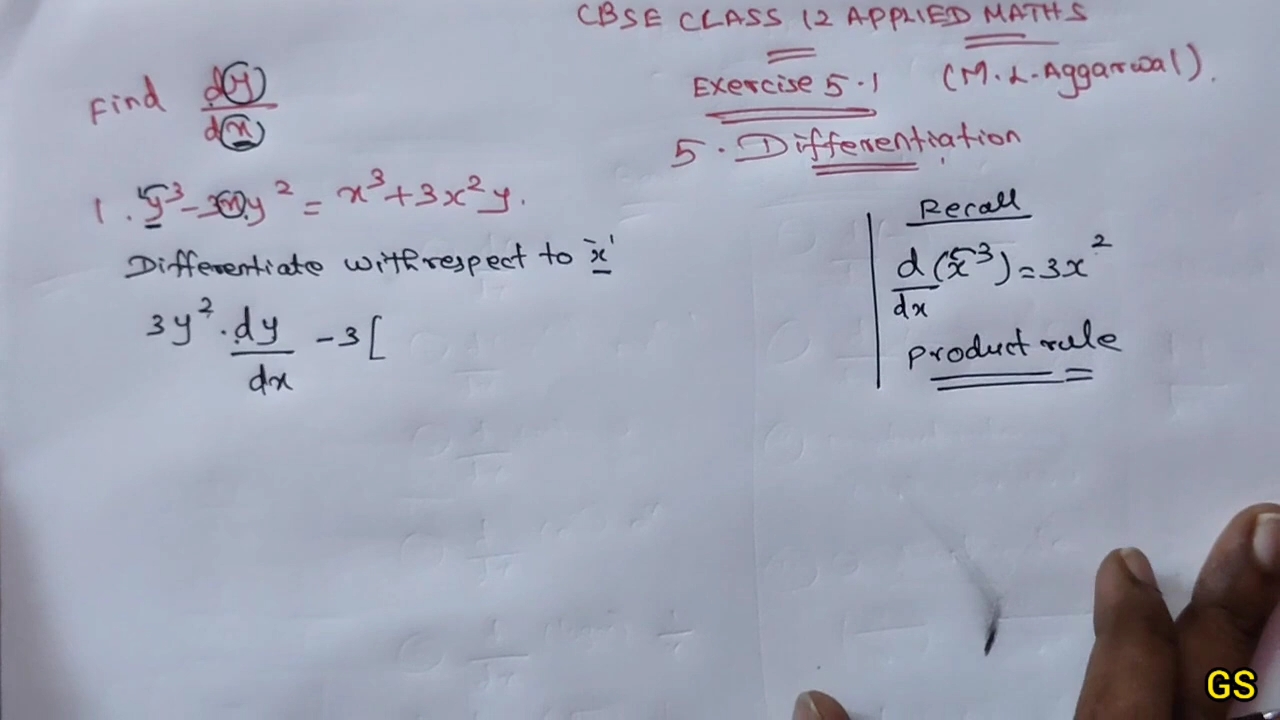 CBSE CLASS 12 APPLIED MATHS
Exercise 5.1 (M.L.Aggarwal).
5. Differentiation
Find dy/dx
1. y³ - 3xy² = x³ + 3x²y.
Differentiate with respect to 'x'
3y². dy/dx - 3[
Recall
d/dx (x³) = 3x²
Product rule
GS